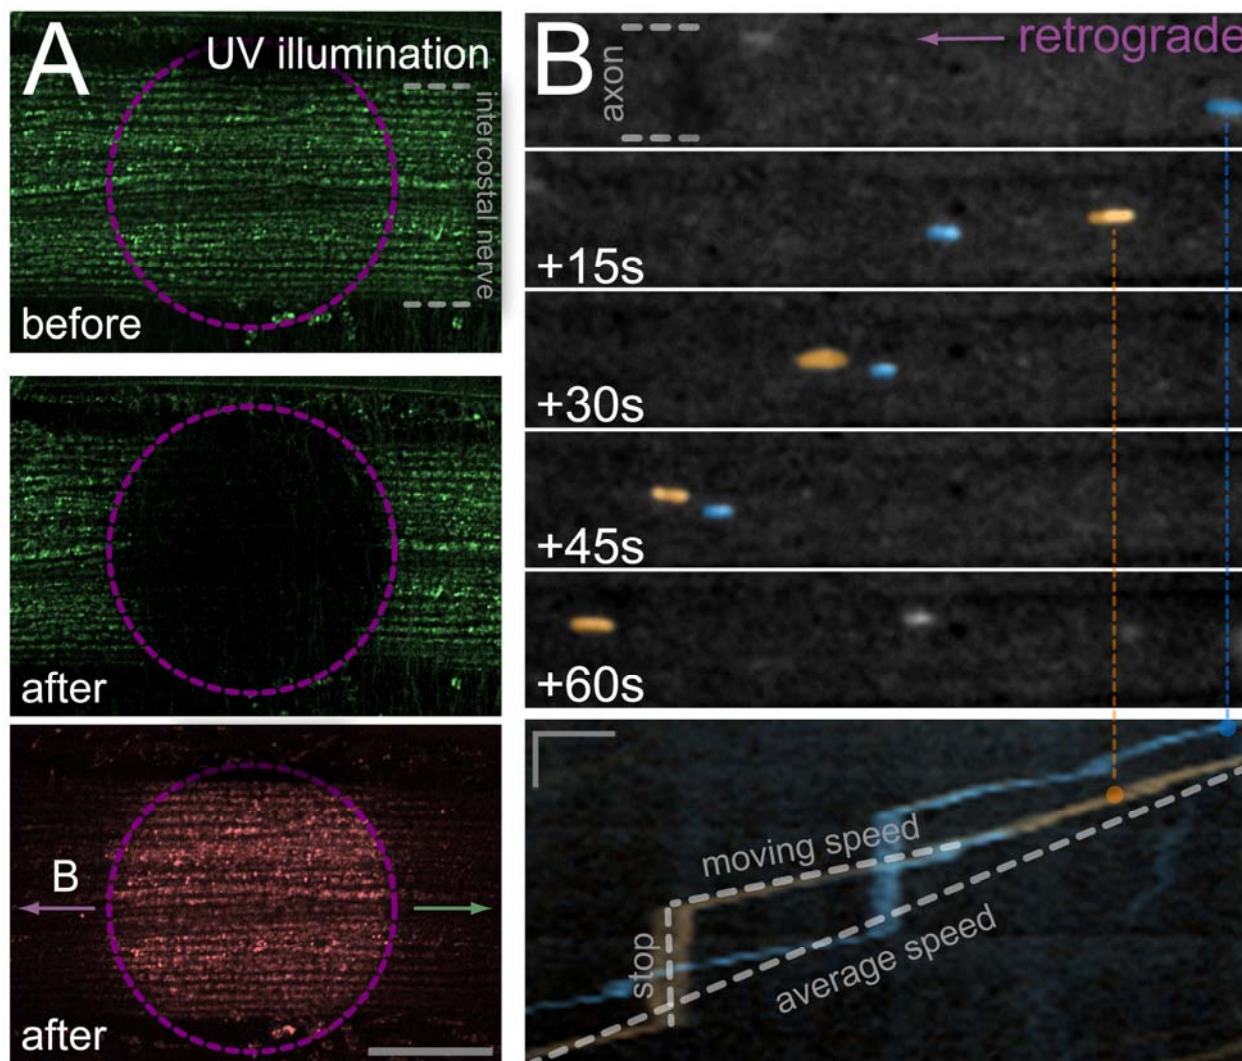 A
UV illumination
intercostal nerve
before
after
B
after
B
axon
retrograde
+15s
+30s
+45s
+60s
moving speed
stop
average speed